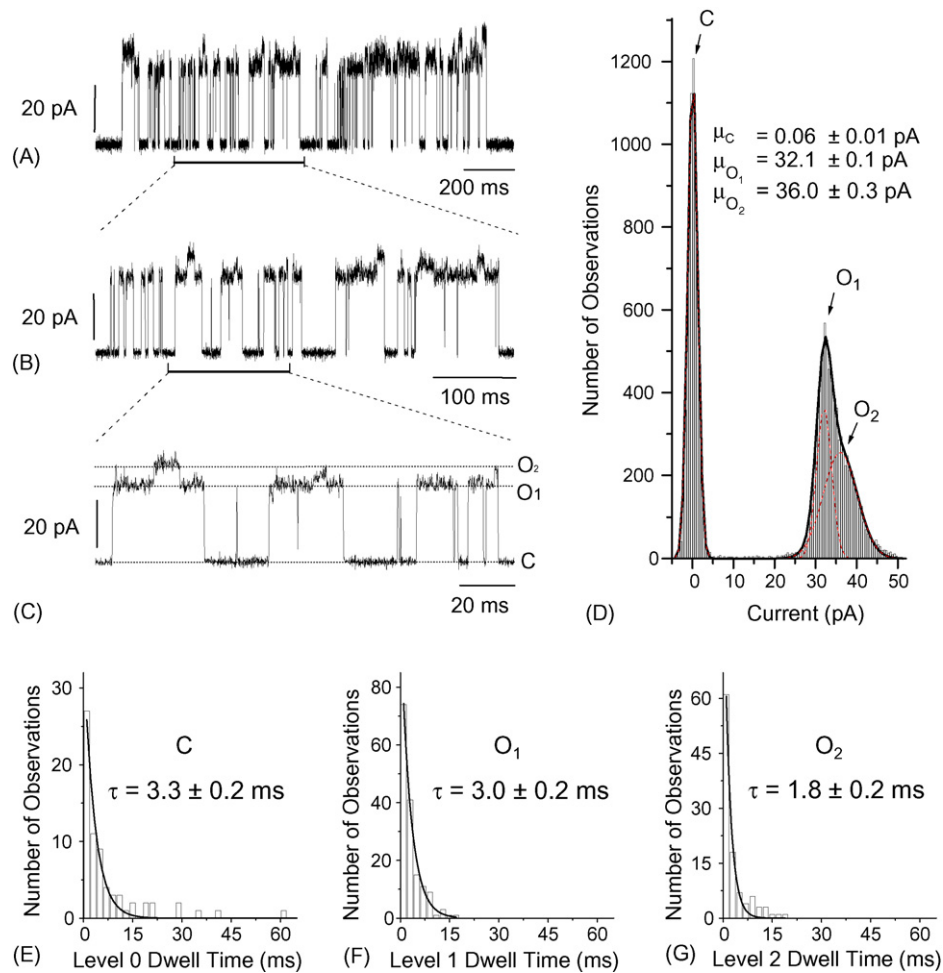 20 pA
(A)
200 ms
20 pA
(B)
100 ms
O2
O1
20 pA
C
(C)
20 ms
C
1200
1000
800
600
400
200
0
Number of Observations
μC = 0.06 ± 0.01 pA
μO1 = 32.1 ± 0.1 pA
μO2 = 36.0 ± 0.3 pA
O1
O2
0 10 20 30 40 50
(D) Current (pA)
30
20
10
0
Number of Observations
C
τ = 3.3 ± 0.2 ms
0 15 30 45 60
(E) Level 0 Dwell Time (ms)
80
60
40
20
0
Number of Observations
O1
τ = 3.0 ± 0.2 ms
0 15 30 45 60
(F) Level 1 Dwell Time (ms)
60
45
30
15
0
Number of Observations
O2
τ = 1.8 ± 0.2 ms
0 15 30 45 60
(G) Level 2 Dwell Time (ms)